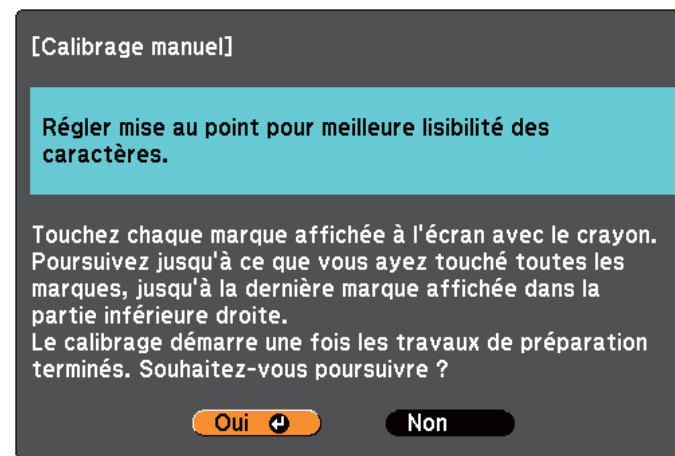 [Calibrage manuel]
Régler mise au point pour meilleure lisibilité des
caractères.
Touchez chaque marque affichée à l'écran avec le crayon.
Poursuivez jusqu'à ce que vous ayez touché toutes les
marques, jusqu'à la dernière marque affichée dans la
partie inférieure droite.
Le calibrage démarre une fois les travaux de préparation
terminés. Souhaitez-vous poursuivre ?
Oui Non